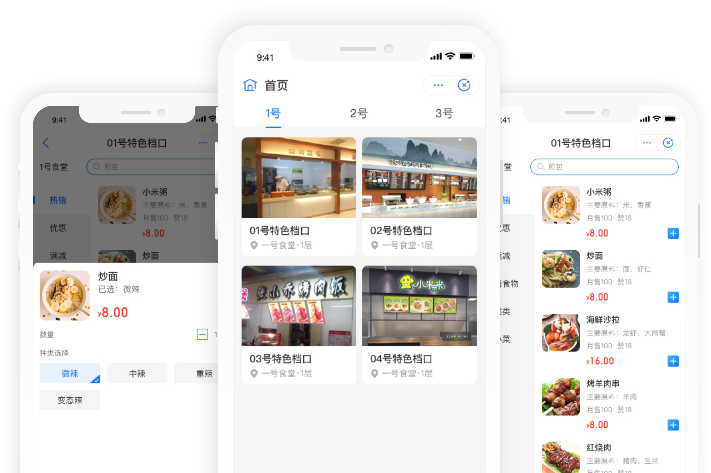 9:41
01号特色档口
1号食堂
煎包
热销
优惠
满减
小米粥
主要原料：米、香蕉
月售100 赞18
¥8.00
炒面
炒面
已选：微辣
¥8.00
数量
种类选择
微辣
中辣
重辣
变态辣
9:41
首页
1号
2号
3号
01号特色档口
一号食堂·1层
02号特色档口
一号食堂·1层
小米米
03号特色档口
一号食堂·1层
04号特色档口
一号食堂·1层
:41
01号特色档口
堂
煎包
销
优惠
满减
食物
类
小菜
小米粥
主要原料：米、香蕉
月售100 赞18
¥8.00
炒面
主要原料：面、虾仁
月售100 赞18
¥8.00
海鲜沙拉
主要原料：龙虾、大闸蟹
月售100 赞18
¥16.00
烤羊肉串
主要原料：羊肉
月售100 赞18
¥8.00
红烧肉
主要原料：猪肉、生菜
月售100 赞18